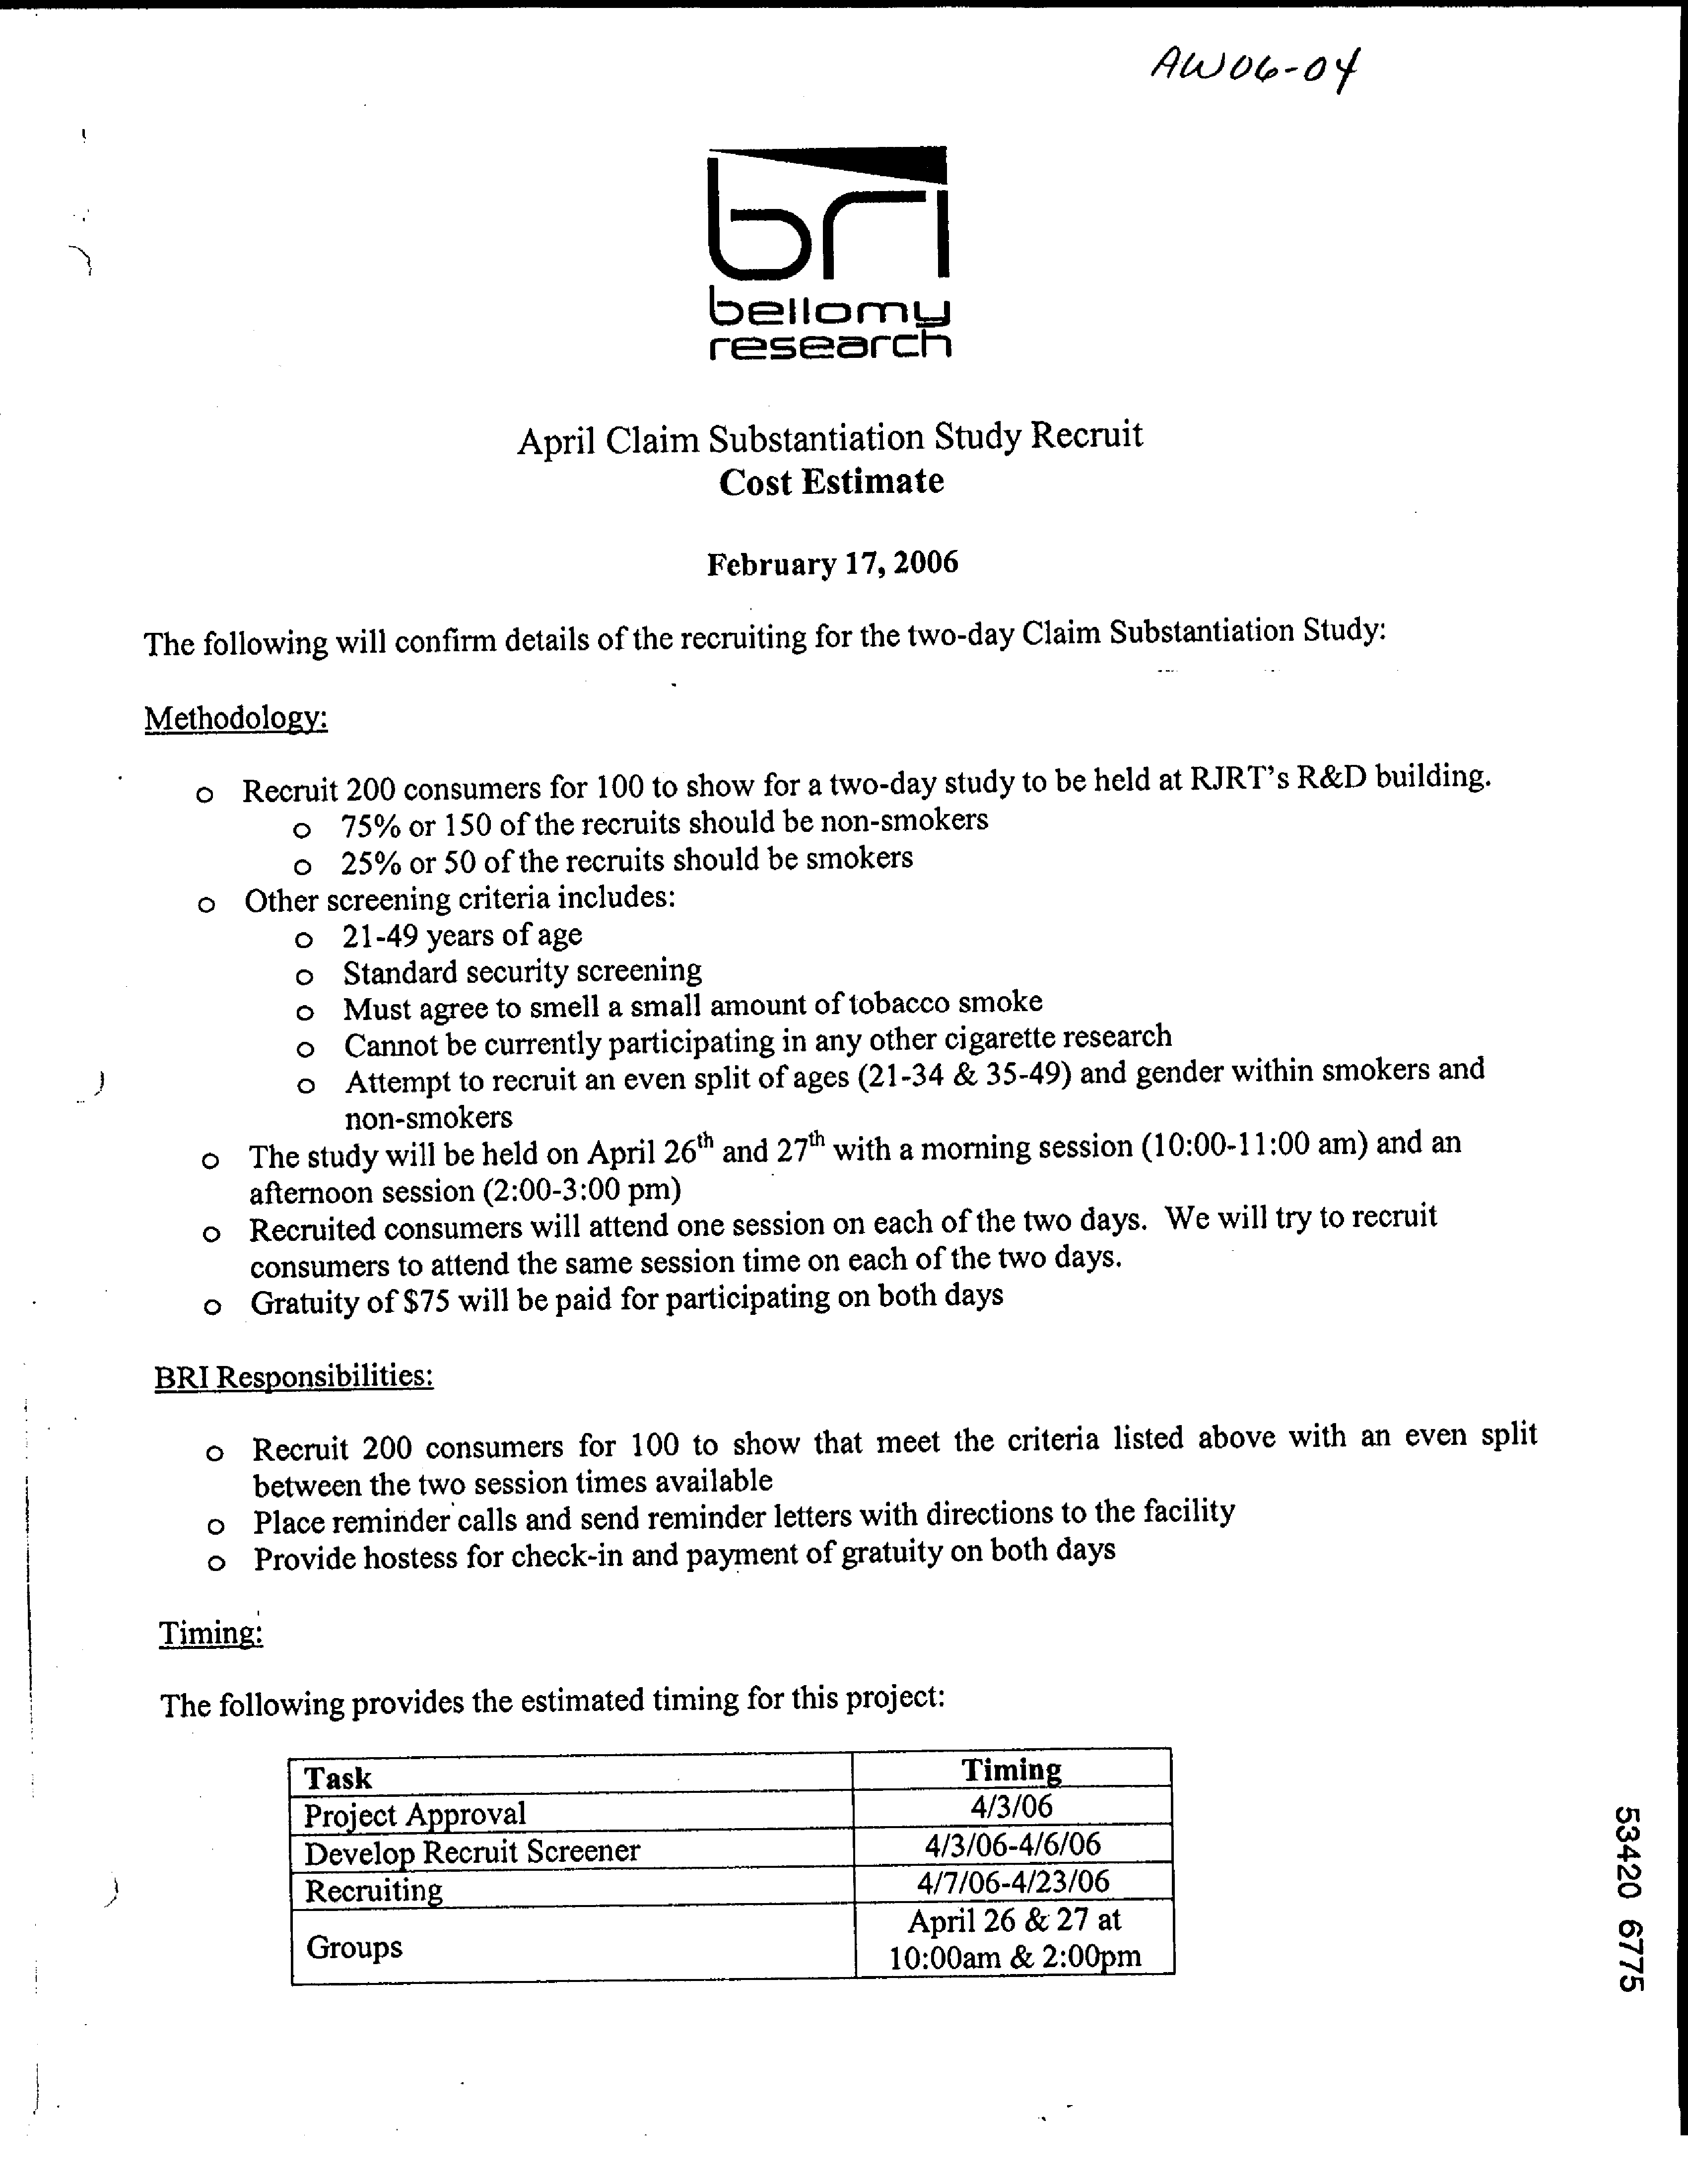 AW06-04
bri
bellomy
research
April Claim Substantiation Study Recruit
Cost Estimate
February 17, 2006
The following will confirm details of the recruiting for the two-day Claim Substantiation Study:
Methodology:
o Recruit 200 consumers for 100 to show for a two-day study to be held at RJRT's R&D building.
o 75% or 150 of the recruits should be non-smokers
o 25% or 50 of the recruits should be smokers
o Other screening criteria includes:
o 21-49 years of age
o Standard security screening
o Must agree to smell a small amount of tobacco smoke
o Cannot be currently participating in any other cigarette research
o Attempt to recruit an even split of ages (21-34 & 35-49) and gender within smokers and
non-smokers
o The study will be held on April 26th and 27th with a morning session (10:00-11:00 am) and an
afternoon session (2:00-3:00 pm)
o Recruited consumers will attend one session on each of the two days. We will try to recruit
consumers to attend the same session time on each of the two days.
o Gratuity of $75 will be paid for participating on both days
BRI Responsibilities:
o Recruit 200 consumers for 100 to show that meet the criteria listed above with an even split
between the two session times available
o Place reminder calls and send reminder letters with directions to the facility
o Provide hostess for check-in and payment of gratuity on both days
Timing:
The following provides the estimated timing for this project:
Task Timing
Project Approval 4/3/06
Develop Recruit Screener 4/3/06-4/6/06
Recruiting 4/7/06-4/23/06
Groups April 26 & 27 at
10:00am & 2:00pm
53420 6775